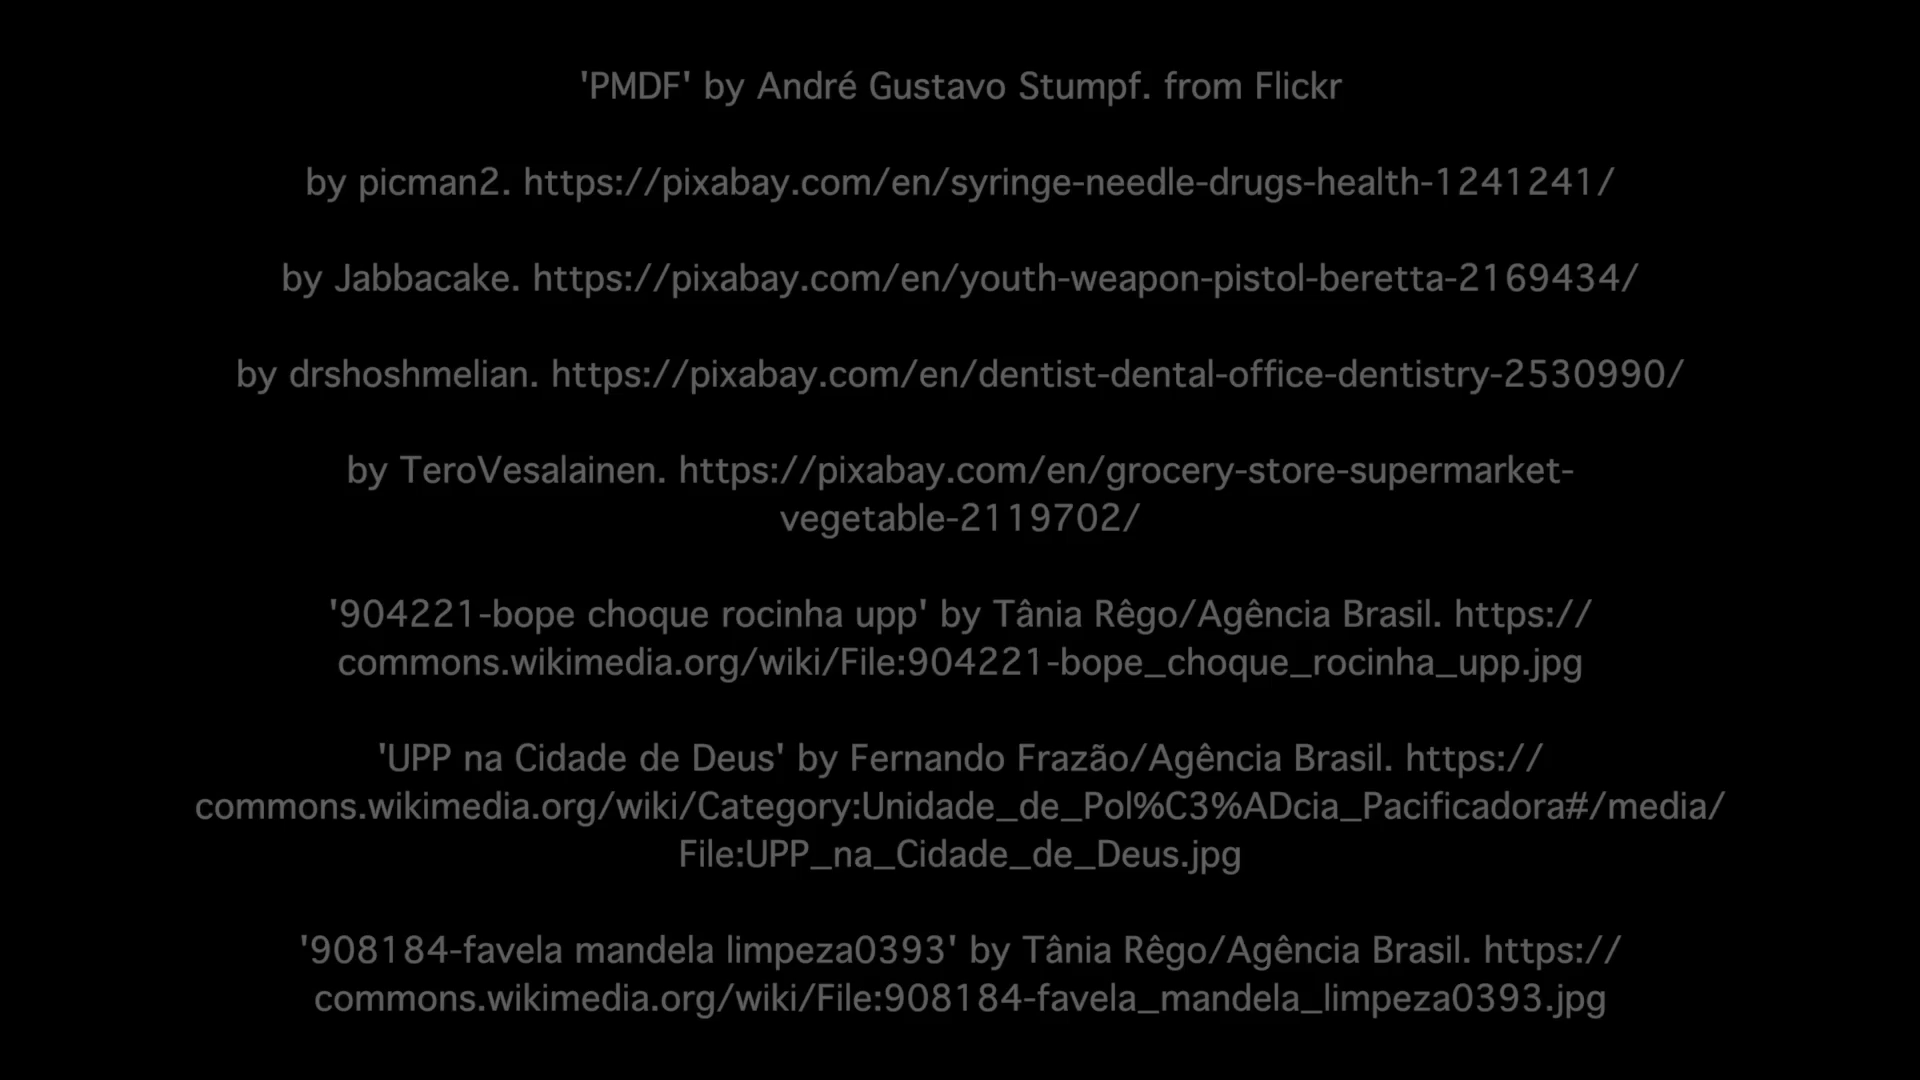 'PMDF' by André Gustavo Stumpf. from Flickr
by picman2. https://pixabay.com/en/syringe-needle-drugs-health-1241241/
by Jabbacake. https://pixabay.com/en/youth-weapon-pistol-beretta-2169434/
by drshoshmelian. https://pixabay.com/en/dentist-dental-office-dentistry-2530990/
by TeroVesalainen. https://pixabay.com/en/grocery-store-supermarket-
vegetable-2119702/
'904221-bope choque rocinha upp' by Tânia Rêgo/Agência Brasil. https://
commons.wikimedia.org/wiki/File:904221-bope_choque_rocinha_upp.jpg
'UPP na Cidade de Deus' by Fernando Frazão/Agência Brasil. https://
commons.wikimedia.org/wiki/Category:Unidade_de_Pol%C3%ADcia_Pacificadora#/media/
File:UPP_na_Cidade_de_Deus.jpg
'908184-favela mandela limpeza0393' by Tânia Rêgo/Agência Brasil. https://
commons.wikimedia.org/wiki/File:908184-favela_mandela_limpeza0393.jpg